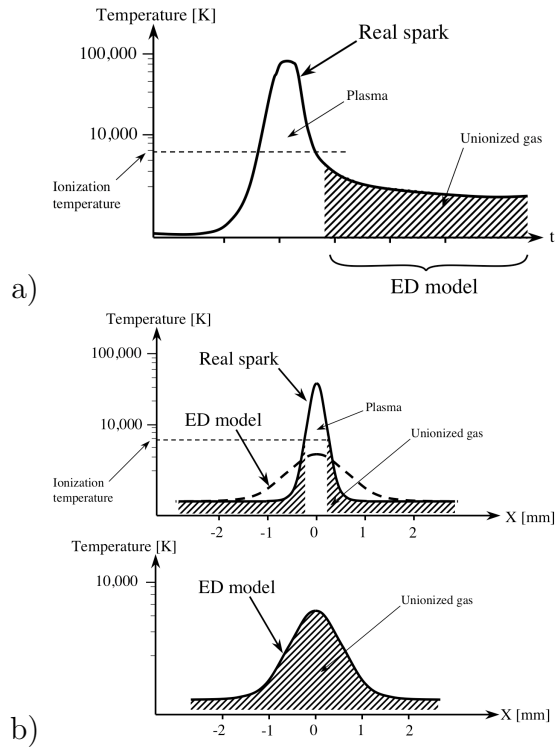 Temperature [K]
100,000
Real spark
Plasma
10,000
Unionized gas
Ionization
temperature
t
ED model
a)
Temperature [K]
100,000
Real spark
Plasma
10,000
ED model
Unionized gas
Ionization
temperature
-2 -1 0 1 2
X [mm]
Temperature [K]
10,000
ED model
Unionized gas
X [mm]
-2 -1 0 1 2
b)